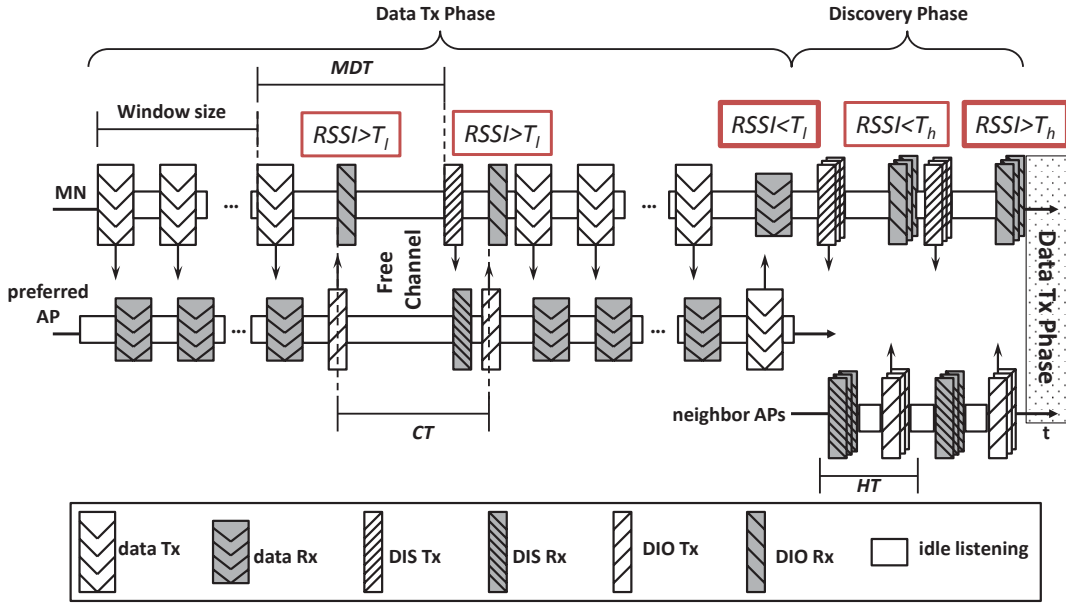 Data Tx Phase
Discovery Phase
MDT
Window size
RSSI>Tl
RSSI>Tl
RSSI<Tl
RSSI<Th
RSSI>Th
MN
...
...
Free Channel
preferred AP
...
...
Data Tx Phase
neighbor APs
t
CT
HT
data Tx
data Rx
DIS Tx
DIS Rx
DIO Tx
DIO Rx
idle listening